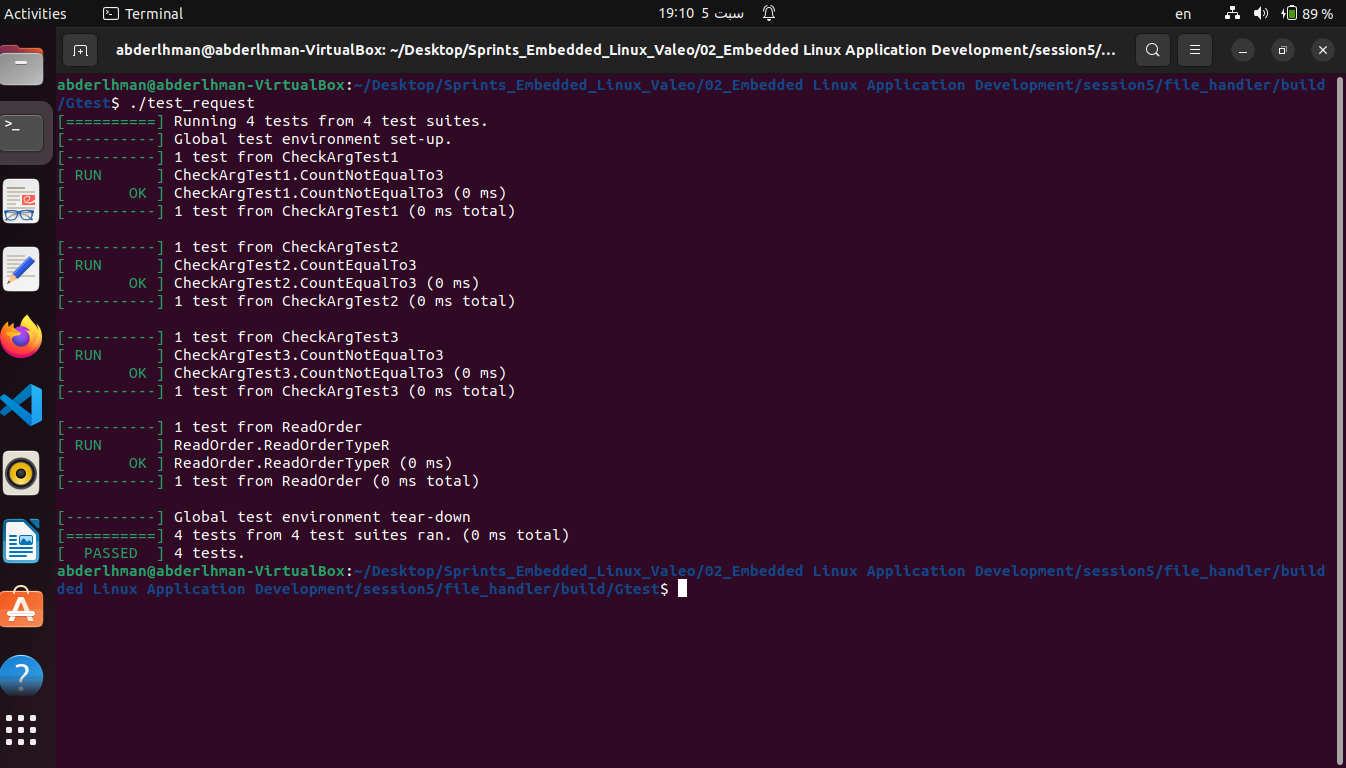 Activities Terminal 19:10 5 سبت en 89 %
abderlhman@abderlhman-VirtualBox: ~/Desktop/Sprints_Embedded_Linux_Valeo/02_Embedded Linux Application Development/session5/…
abderlhman@abderlhman-VirtualBox:~/Desktop/Sprints_Embedded_Linux_Valeo/02_Embedded Linux Application Development/session5/file_handler/build
/Gtest$ ./test_request
[==========] Running 4 tests from 4 test suites.
[----------] Global test environment set-up.
[----------] 1 test from CheckArgTest1
[ RUN      ] CheckArgTest1.CountNotEqualTo3
[       OK ] CheckArgTest1.CountNotEqualTo3 (0 ms)
[----------] 1 test from CheckArgTest1 (0 ms total)
[----------] 1 test from CheckArgTest2
[ RUN      ] CheckArgTest2.CountEqualTo3
[       OK ] CheckArgTest2.CountEqualTo3 (0 ms)
[----------] 1 test from CheckArgTest2 (0 ms total)
[----------] 1 test from CheckArgTest3
[ RUN      ] CheckArgTest3.CountNotEqualTo3
[       OK ] CheckArgTest3.CountNotEqualTo3 (0 ms)
[----------] 1 test from CheckArgTest3 (0 ms total)
[----------] 1 test from ReadOrder
[ RUN      ] ReadOrder.ReadOrderTypeR
[       OK ] ReadOrder.ReadOrderTypeR (0 ms)
[----------] 1 test from ReadOrder (0 ms total)
[----------] Global test environment tear-down
[==========] 4 tests from 4 test suites ran. (0 ms total)
[  PASSED  ] 4 tests.
abderlhman@abderlhman-VirtualBox:~/Desktop/Sprints_Embedded_Linux_Valeo/02_Embedded Linux Application Development/session5/file_handler/build
ded Linux Application Development/session5/file_handler/build/Gtest$